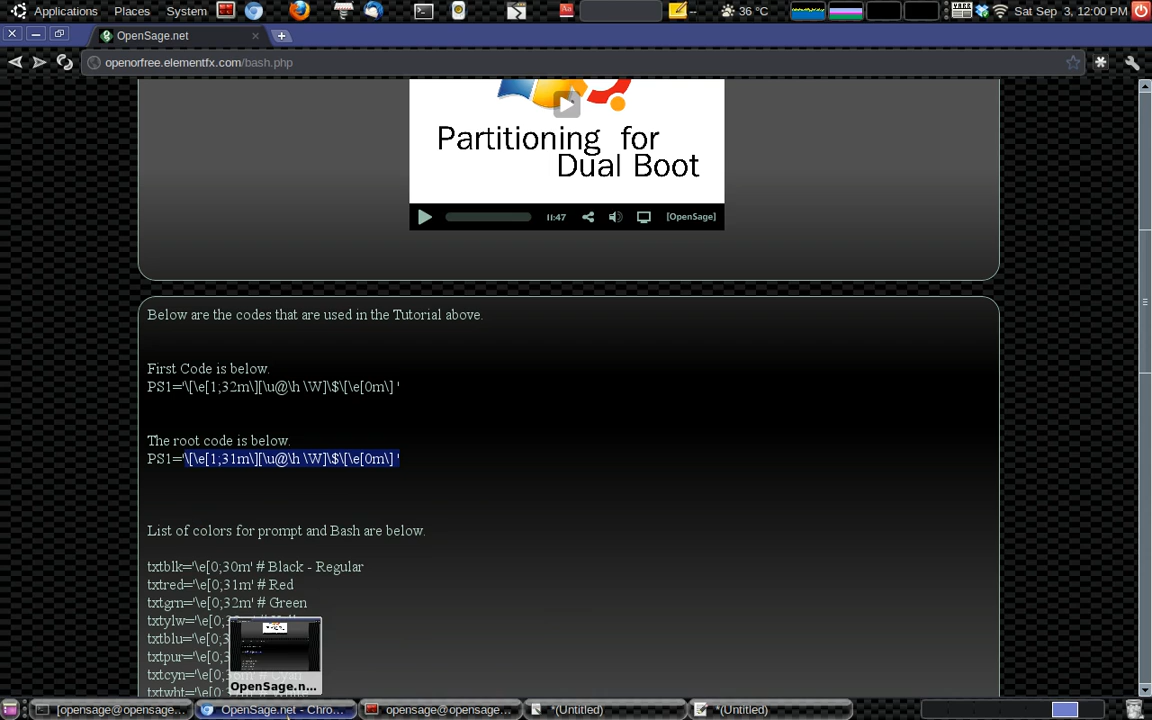 Applications Places System -- 36 °C Sat Sep 3, 12:00 PM
OpenSage.net
openorfree.elementfx.com/bash.php
Partitioning for
Dual Boot
11:47 [OpenSage]
Below are the codes that are used in the Tutorial above.
First Code is below.
PS1='\[\e[1;32m\][\u@\h \W]\$\[\e[0m\] '
The root code is below.
PS1='\[\e[1;31m\][\u@\h \W]\$\[\e[0m\] '
List of colors for prompt and Bash are below.
txtblk='\e[0;30m' # Black - Regular
txtred='\e[0;31m' # Red
txtgrn='\e[0;32m' # Green
txtylw='\e[0;3
txtblu='\e[0;3
txtpur='\e[0;3
txtcyn='\e[0;3
txtwht='\e[0;3
OpenSage.n...
[opensage@opensage... OpenSage.net - Chro... opensage@opensage... *(Untitled) *(Untitled)